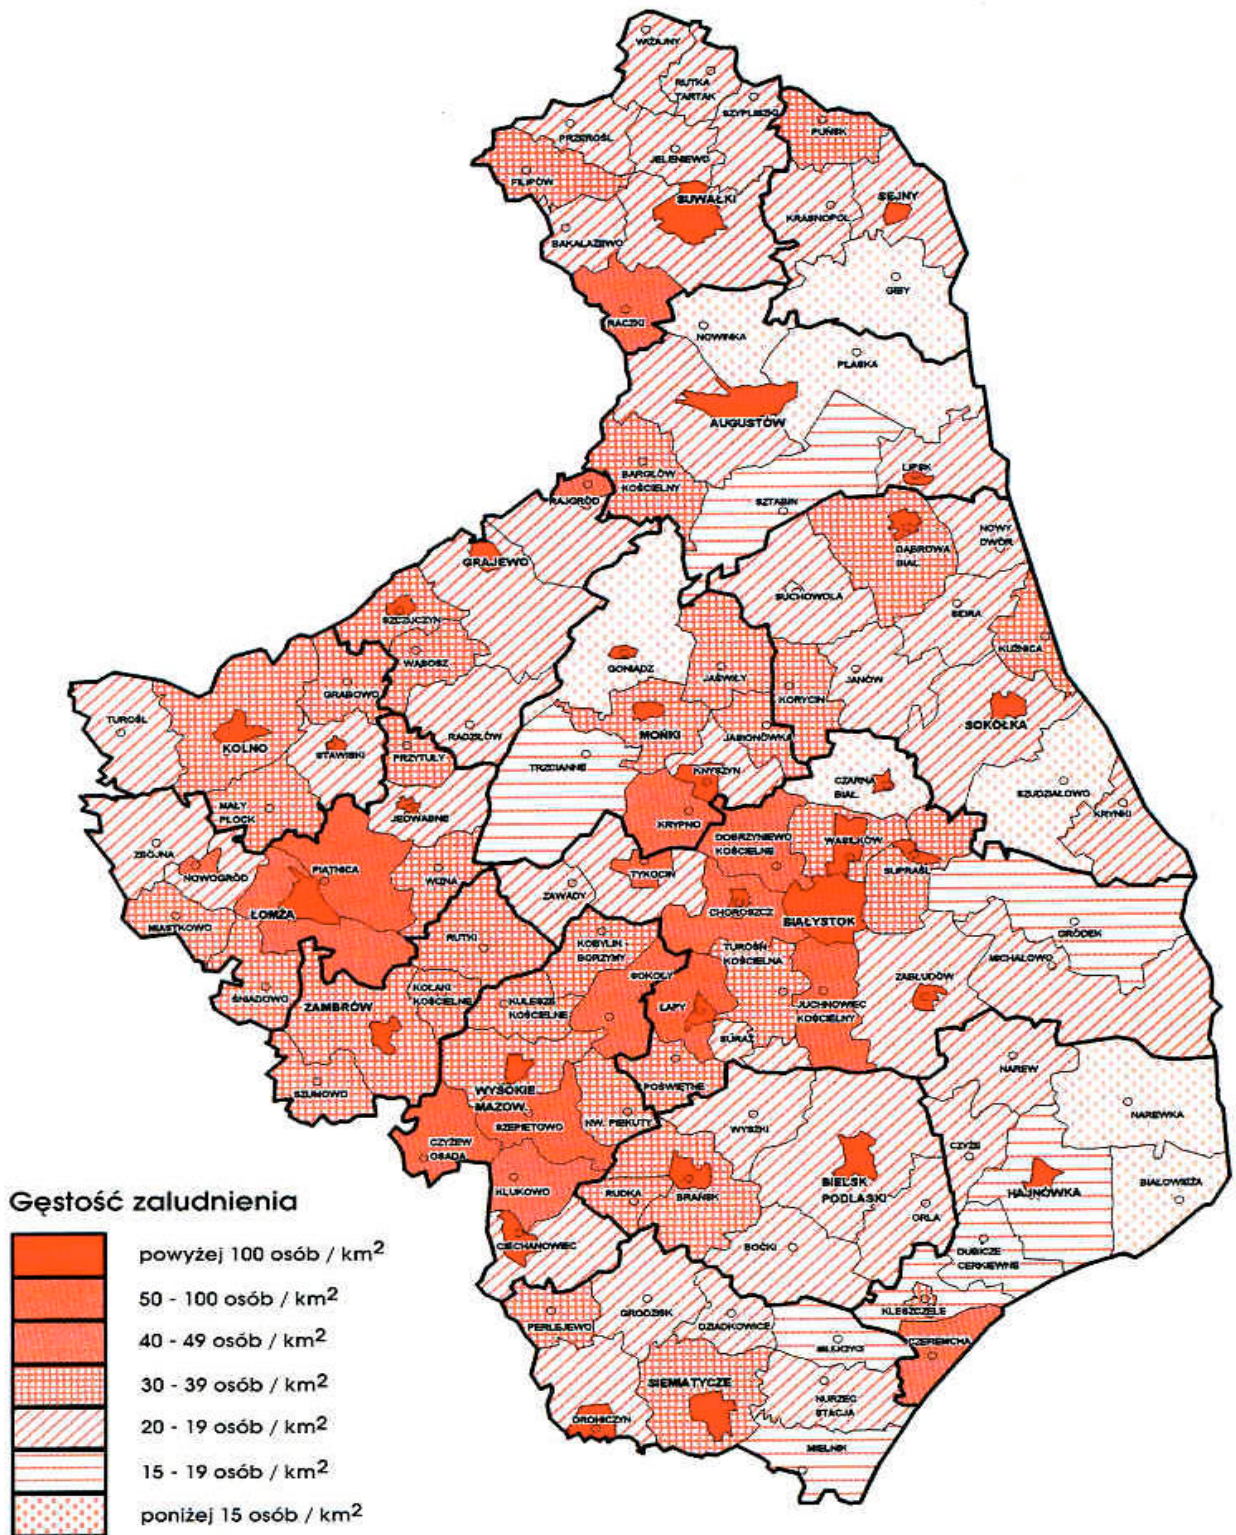 WIŻAJNY
RUTKA
TARTAK
SZYPLISZKI
PUŃSK
PRZEROŚL
JELENIEWO
FILIPÓW
SUWAŁKI
SEJNY
KRASNOPOL
BAKAŁAŻEWO
GIBY
RACZKI
NOWINKA
PŁASKA
AUGUSTÓW
BARGŁÓW
KOŚCIELNY
LIPSK
RAJGRÓD
SZTABIN
NOWY
DWÓR
DĄBROWA
BIAŁ.
GRAJEWO
SUCHOWOLA
SZCZUCZYN
KUŹNICA
WĄSOSZ
GONIĄDZ
JAŚWIŁY
JANÓW
GRABOWO
KORYCIN
TUROŚL
SOKÓŁKA
KOLNO
STAWISKI
RADZIŁÓW
MOŃKI
JASIONÓWKA
PRZYTUŁY
TRZCIANNE
KNYSZYN
CZARNA
BIAŁ.
SZUDZIAŁOWO
MAŁY
PŁOCK
JEDWABNE
KRYNKI
KRYPNO
DOBRZYNIEWO
KOŚCIELNE
WASILKÓW
ZBÓJNA
NOWOGRÓD
PIĄTNICA
WIZNA
TYKOCIN
SUPRAŚL
ZAWADY
ŁOMŻA
CHOROSZCZ
BIAŁYSTOK
MIASTKOWO
GRÓDEK
RUTKI
KOBYLIN -
BORZYMY
TUROŚŃ
KOŚCIELNA
MICHAŁOWO
SOKOŁY
ZABŁUDÓW
ŚNIADOWO
KOŁAKI
KOŚCIELNE
ZAMBRÓW
KULESZE
KOŚCIELNE
ŁAPY
JUCHNOWIEC
KOŚCIELNY
SURAŻ
NAREW
SZUMOWO
WYSOKIE
MAZOW.
POŚWIĘTNE
NAREWKA
SZEPIETOWO
NW. PIEKUTY
WYSZKI
CZYŻEW
OSADA
CZYŻE
BIELSK
PODLASKI
KLUKOWO
RUDKA
BRAŃSK
HAJNÓWKA
BIAŁOWIEŻA
ORLA
CIECHANOWIEC
BOĆKI
DUBICZE
CERKIEWNE
KLESZCZELE
PERLEJEWO
GRODZISK
DZIADKOWICE
CZEREMCHA
SIEMIATYCZE
NURZEC
STACJA
DROHICZYN
MIELNIK
Gęstość zaludnienia
powyżej 100 osób / km²
50 - 100 osób / km²
40 - 49 osób / km²
30 - 39 osób / km²
20 - 19 osób / km²
15 - 19 osób / km²
poniżej 15 osób / km²